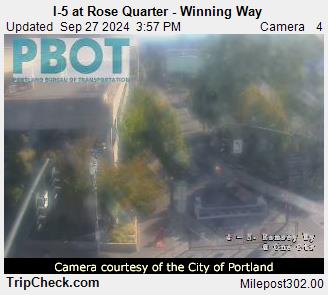 I-5 at Rose Quarter - Winning Way
Updated Sep 27 2024 3:57 PM Camera 4
PBOT
PORTLAND BUREAU OF TRANSPORTATION
Camera courtesy of the City of Portland
TripCheck.com Milepost302.00